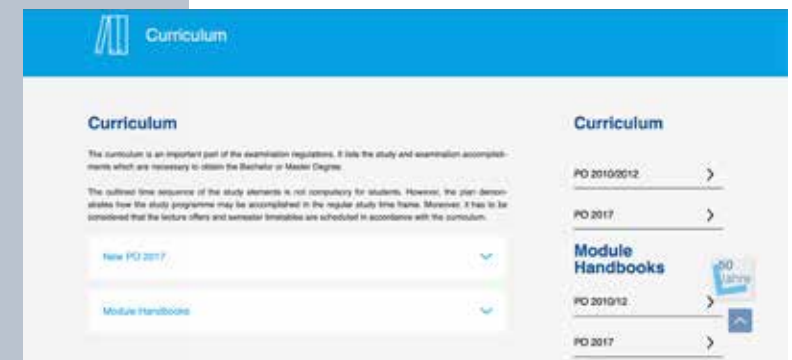 Curriculum
Curriculum
The curriculum is an important part of the examination regulations. It lists the study and examination accomplish-
ments which are necessary to obtain the Bachelor or Master Degree.
The outlined time sequence of the study elements is not compulsory for students. However, the plan demon-
strates how the study programme may be accomplished in the regular study time frame. Moreover, it has to be
considered that the lecture offers and semester timetables are scheduled in accordance with the curriculum.
New PO 2017
Module Handbooks
Curriculum
PO 2010/2012
PO 2017
Module
Handbooks
PO 2010/12
PO 2017
50
Jahre